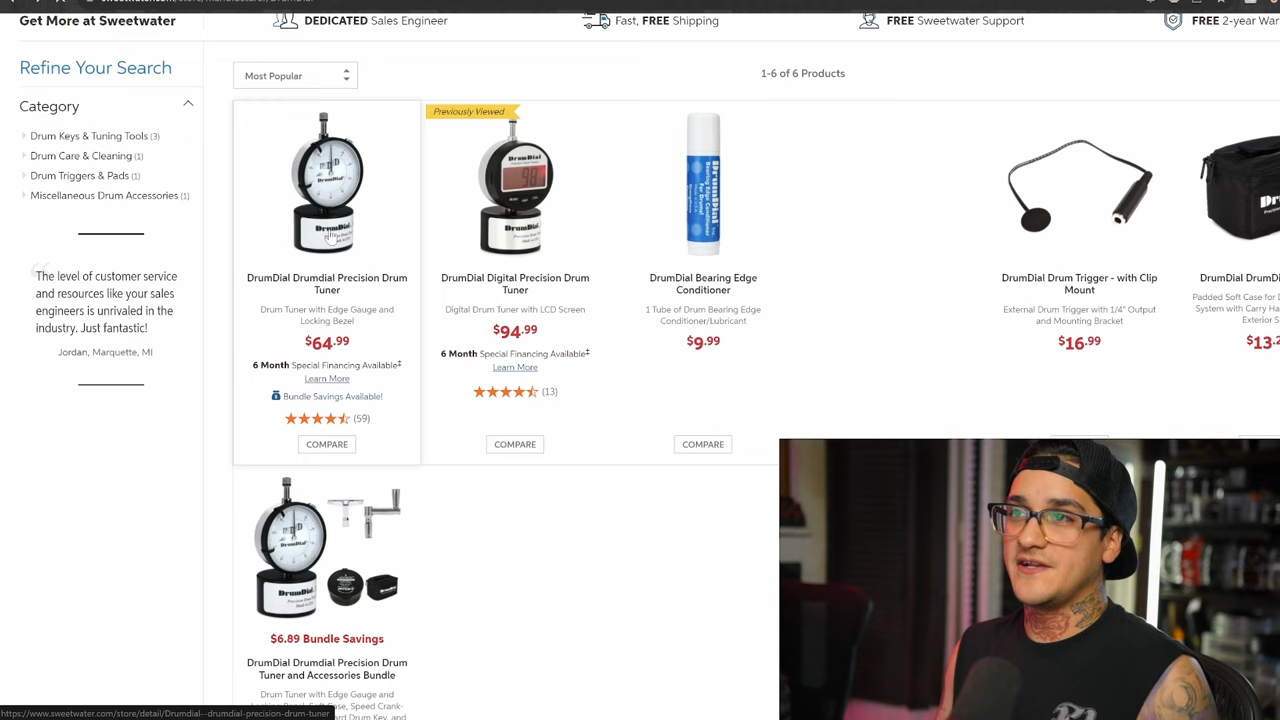 Get More at Sweetwater
DEDICATED Sales Engineer
Fast, FREE Shipping
FREE Sweetwater Support
FREE 2-year War
Refine Your Search
Category
Drum Keys & Tuning Tools (3)
Drum Care & Cleaning (1)
Drum Triggers & Pads (1)
Miscellaneous Drum Accessories (1)
The level of customer service
and resources like your sales
engineers is unrivaled in the
industry. Just fantastic!
Jordan, Marquette, MI
Most Popular
1-6 of 6 Products
DrumDial Drumdial Precision Drum
Tuner
Drum Tuner with Edge Gauge and
Locking Bezel
$64.99
6 Month Special Financing Available‡
Learn More
Bundle Savings Available!
(59)
COMPARE
Previously Viewed
DrumDial
DrumDial Digital Precision Drum
Tuner
Digital Drum Tuner with LCD Screen
$94.99
6 Month Special Financing Available‡
Learn More
(13)
COMPARE
DrumDial
Bearing Edge
Conditioner
DrumDial Bearing Edge
Conditioner
1 Tube of Drum Bearing Edge
Conditioner/Lubricant
$9.99
COMPARE
DrumDial Drum Trigger - with Clip
Mount
External Drum Trigger with 1/4" Output
and Mounting Bracket
$16.99
DrumDial Drum
Padded Soft Case for D
System with Carry Ha
Exterior S
$13.2
DrumDial
$6.89 Bundle Savings
DrumDial Drumdial Precision Drum
Tuner and Accessories Bundle
Drum Tuner with Edge Gauge and
https://www.sweetwater.com/store/detail/Drumdial--drumdial-precision-drum-tuner